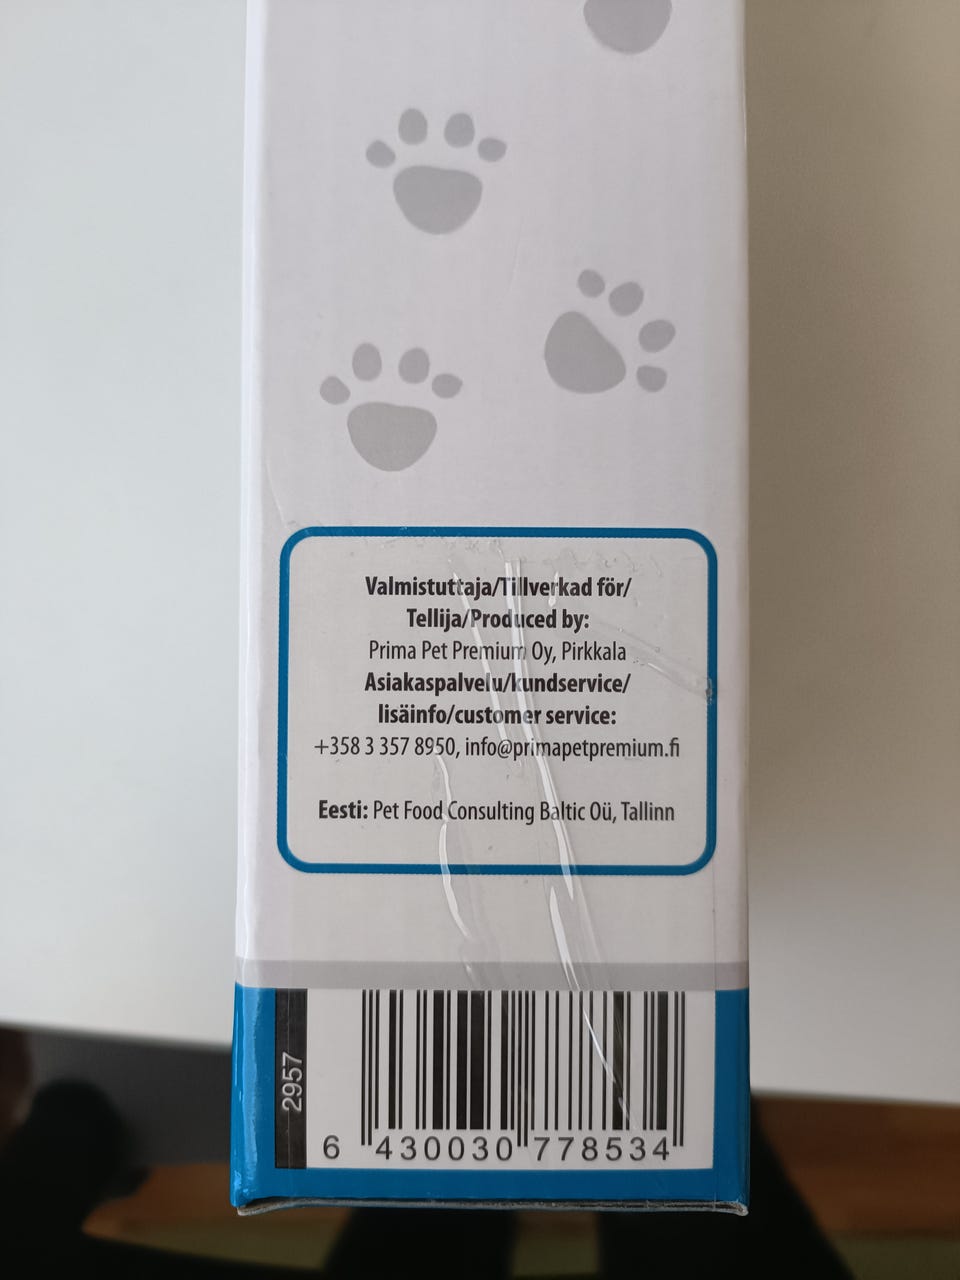 Valmistuttaja/Tillverkad för/
Tellija/Produced by:
Prima Pet Premium Oy, Pirkkala
Asiakaspalvelu/kundservice/
lisäinfo/customer service:
+358 3 357 8950, info@primapetpremium.fi
Eesti: Pet Food Consulting Baltic Oü, Tallinn
2957
6 430030 778534